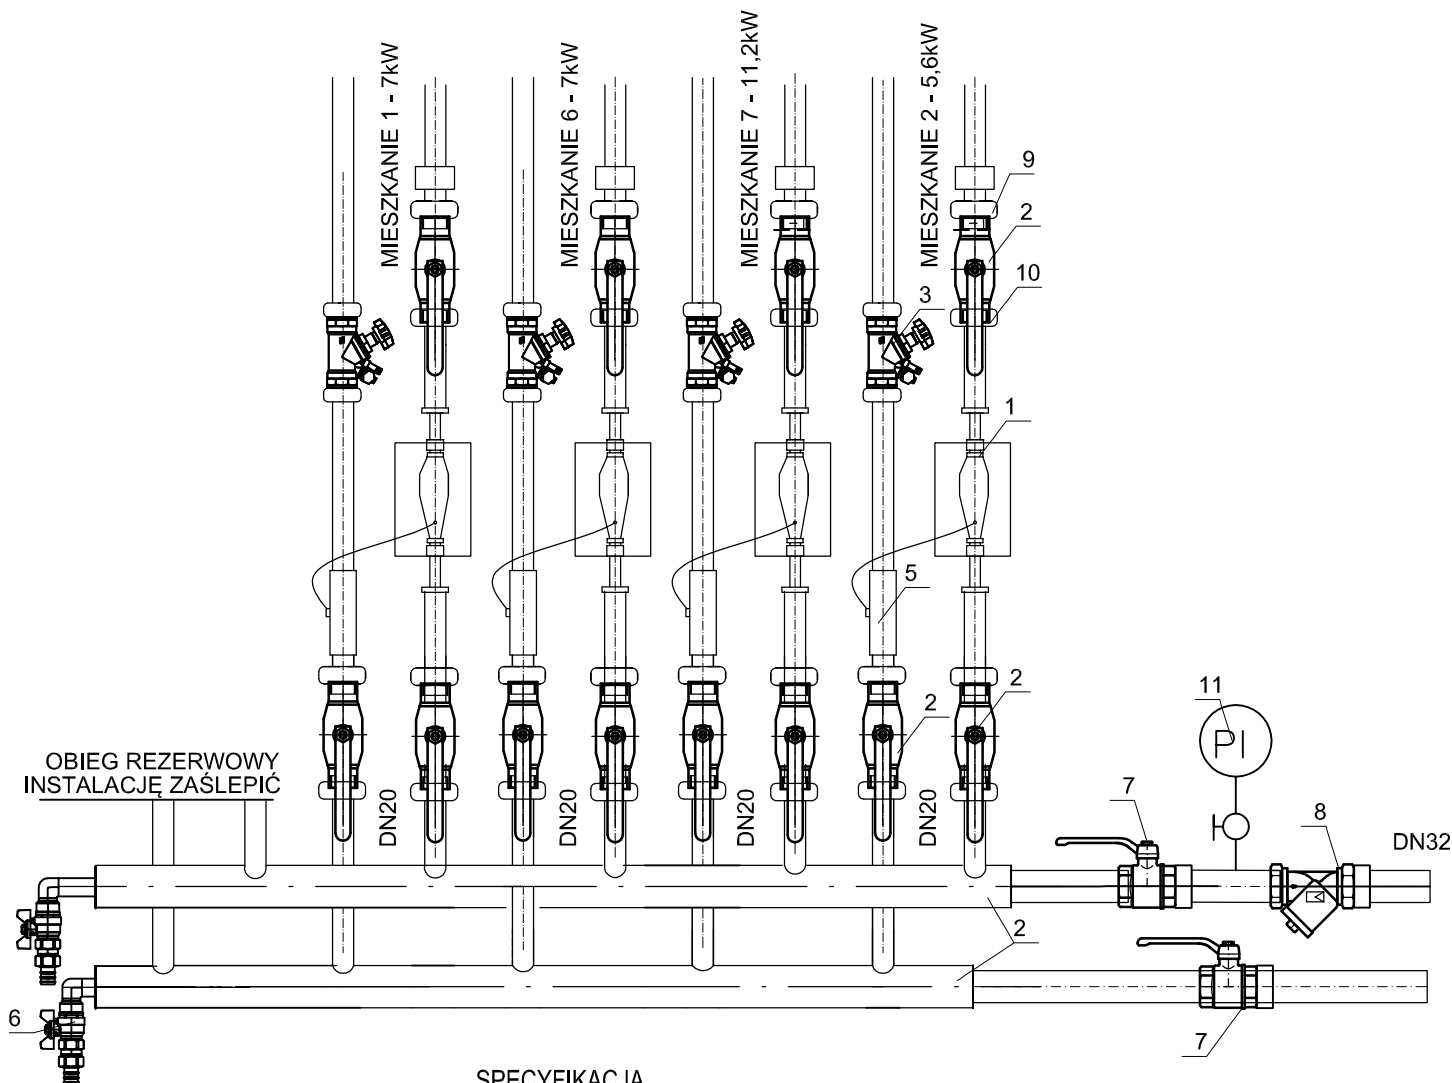 MIESZKANIE 1 - 7kW
MIESZKANIE 6 - 7kW
MIESZKANIE 7 - 11,2kW
MIESZKANIE 2 - 5,6kW
9
2
10
3
1
5
2
2
11
PI
OBIEG REZERWOWY
INSTALACJĘ ZAŚLEPIĆ
DN20
DN20
DN20
DN20
7
8
DN32
2
6
7
SPECYFIKACJA